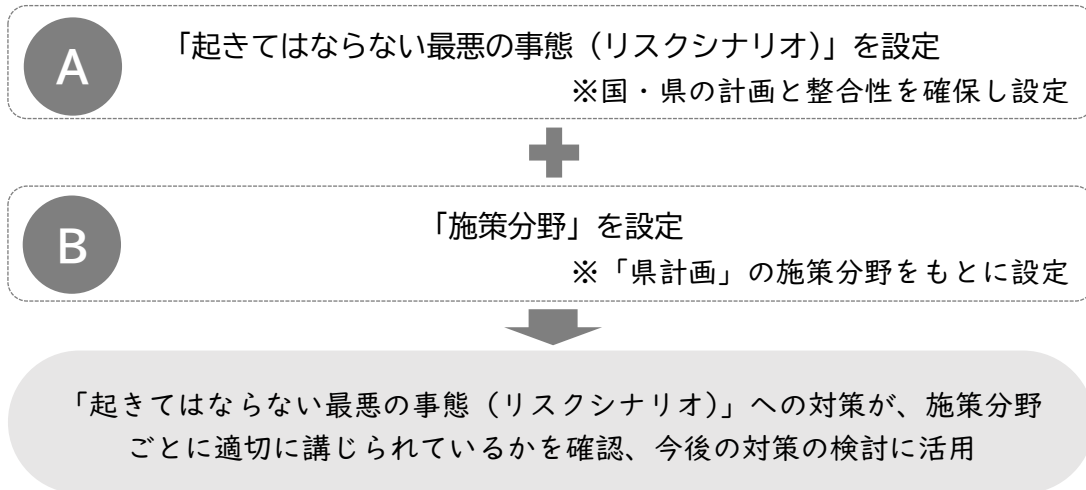 A
「起きてはならない最悪の事態（リスクシナリオ）」を設定
※国・県の計画と整合性を確保し設定
B
「施策分野」を設定
※「県計画」の施策分野をもとに設定
「起きてはならない最悪の事態（リスクシナリオ）」への対策が、施策分野
ごとに適切に講じられているかを確認、今後の対策の検討に活用